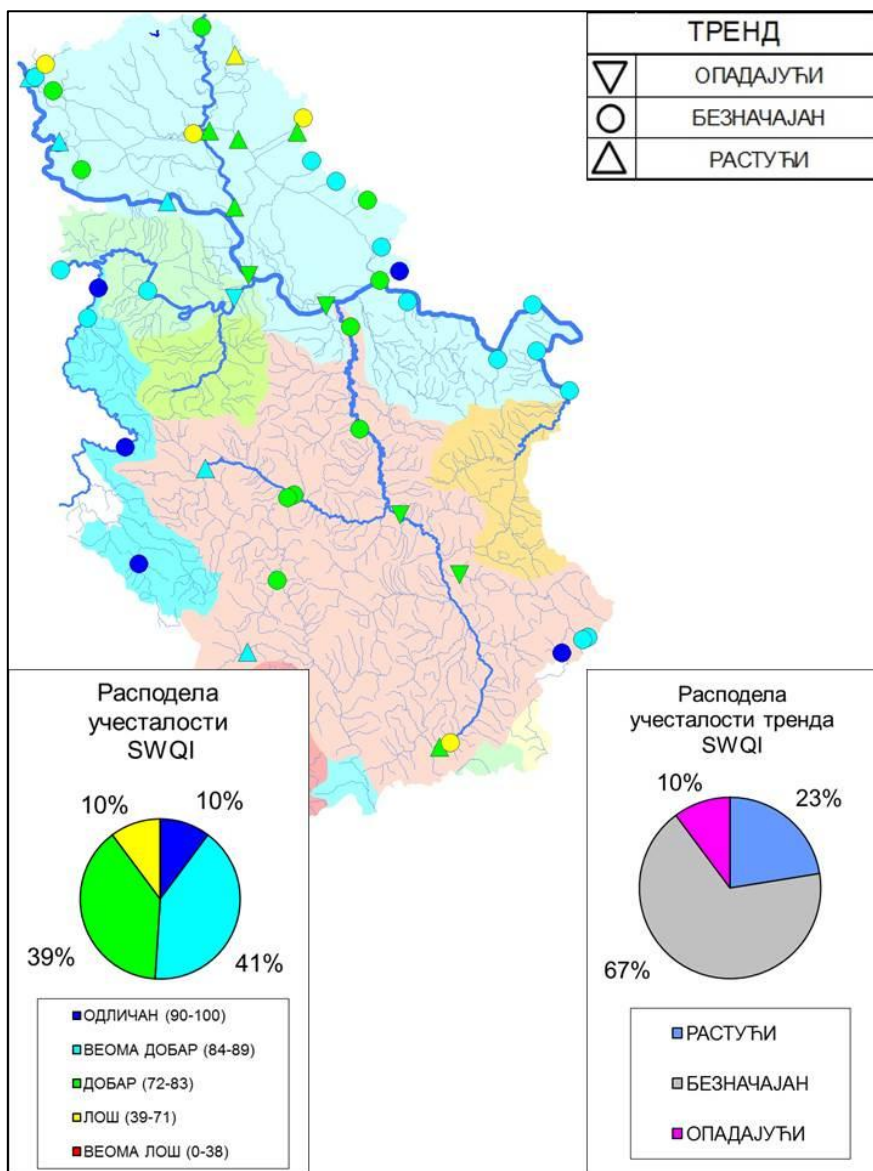 ТРЕНД
ОПАДАЈУЋИ
БЕЗНАЧАЈАН
РАСТУЋИ
Расподела
учесталости
SWQI
10%
10%
39%
41%
ОДЛИЧАН (90-100)
ВЕОМА ДОБАР (84-89)
ДОБАР (72-83)
ЛОШ (39-71)
ВЕОМА ЛОШ (0-38)
Расподела
учесталости тренда
SWQI
10%
23%
67%
РАСТУЋИ
БЕЗНАЧАЈАН
ОПАДАЈУЋИ